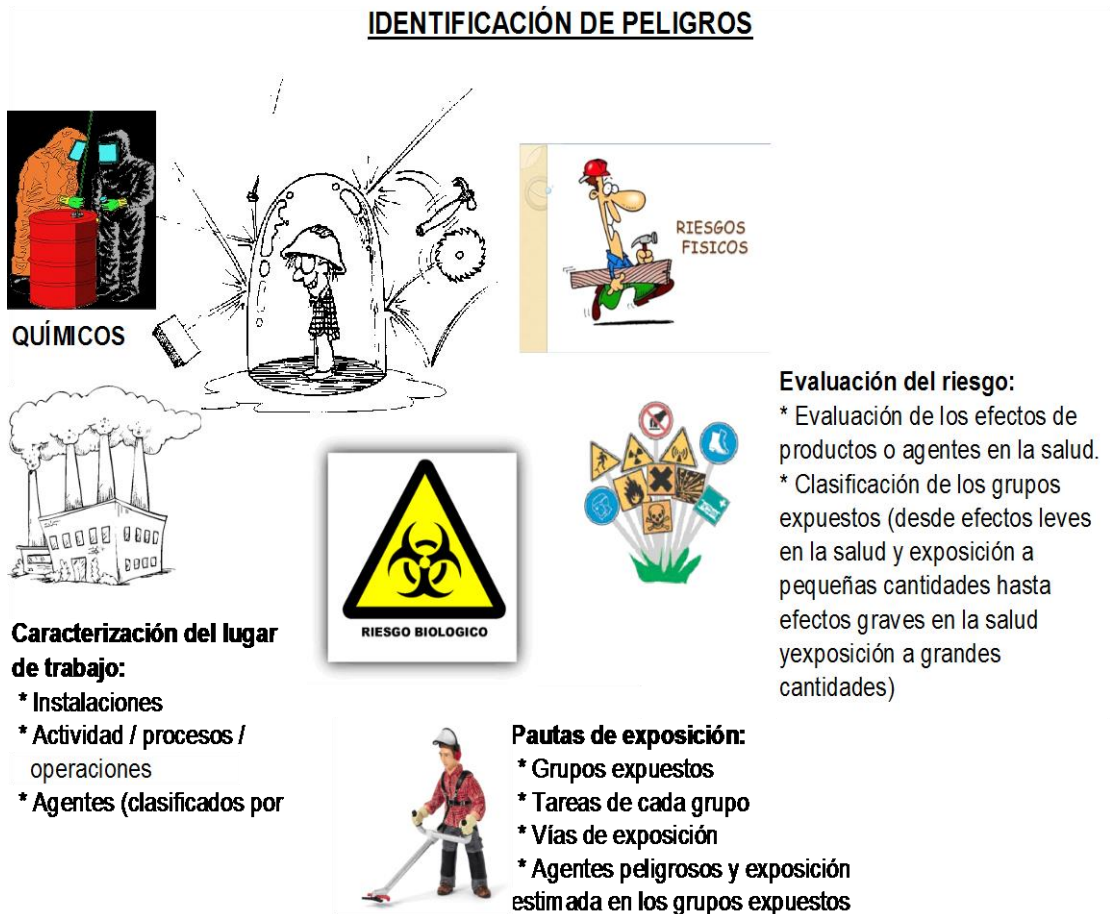 IDENTIFICACIÓN DE PELIGROS
RIESGOS
FISICOS
QUÍMICOS
Evaluación del riesgo:
* Evaluación de los efectos de
productos o agentes en la salud.
* Clasificación de los grupos
expuestos (desde efectos leves
en la salud y exposición a
pequeñas cantidades hasta
efectos graves en la salud
yexposición a grandes
cantidades)
RIESGO BIOLOGICO
Caracterización del lugar
de trabajo:
* Instalaciones
* Actividad / procesos /
operaciones
* Agentes (clasificados por
Pautas de exposición:
* Grupos expuestos
* Tareas de cada grupo
* Vías de exposición
* Agentes peligrosos y exposición
estimada en los grupos expuestos